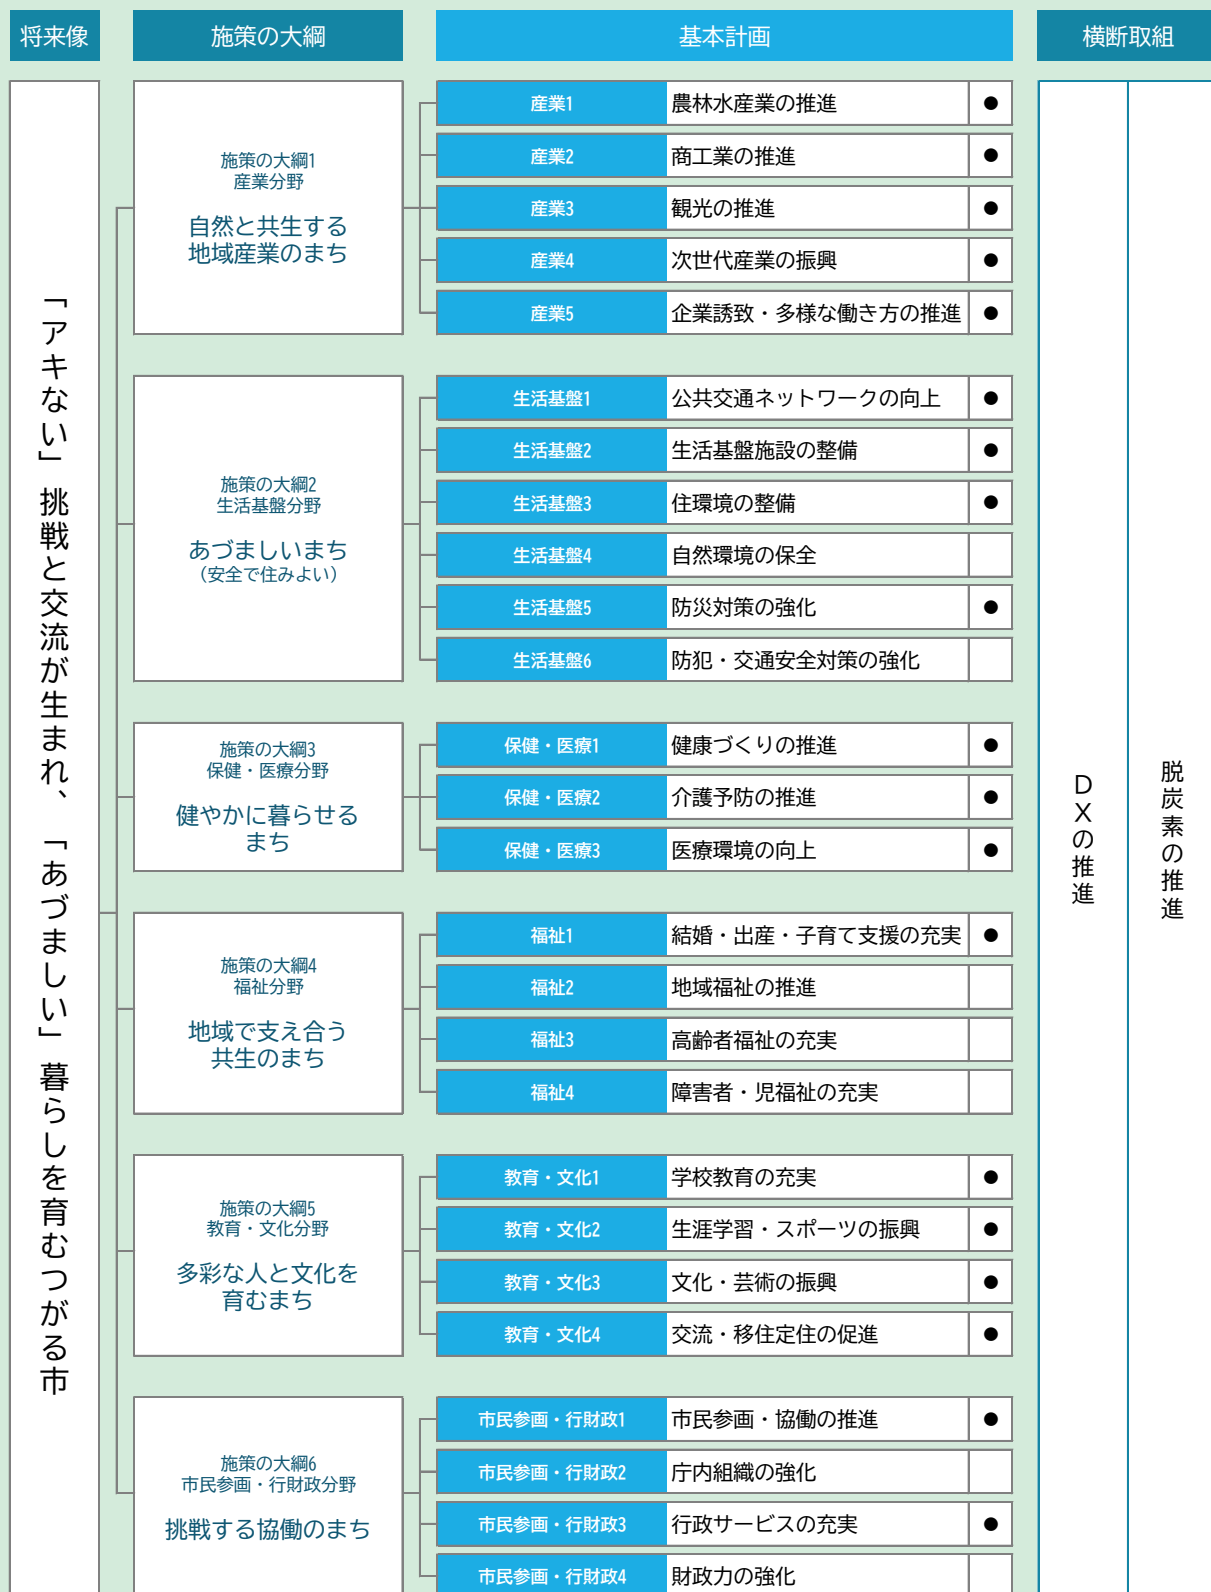 将来像
施策の大綱
基本計画
横断取組
「アキない」挑戦と交流が生まれ、「あづましい」暮らしを育むつがる市
施策の大綱1
産業分野
自然と共生する
地域産業のまち
産業1 農林水産業の推進 ●
産業2 商工業の推進 ●
産業3 観光の推進 ●
産業4 次世代産業の振興 ●
産業5 企業誘致・多様な働き方の推進 ●
施策の大綱2
生活基盤分野
あづましいまち
（安全で住みよい）
生活基盤1 公共交通ネットワークの向上 ●
生活基盤2 生活基盤施設の整備 ●
生活基盤3 住環境の整備 ●
生活基盤4 自然環境の保全
生活基盤5 防災対策の強化 ●
生活基盤6 防犯・交通安全対策の強化
施策の大綱3
保健・医療分野
健やかに暮らせる
まち
保健・医療1 健康づくりの推進 ●
保健・医療2 介護予防の推進 ●
保健・医療3 医療環境の向上 ●
施策の大綱4
福祉分野
地域で支え合う
共生のまち
福祉1 結婚・出産・子育て支援の充実 ●
福祉2 地域福祉の推進
福祉3 高齢者福祉の充実
福祉4 障害者・児福祉の充実
施策の大綱5
教育・文化分野
多彩な人と文化を
育むまち
教育・文化1 学校教育の充実 ●
教育・文化2 生涯学習・スポーツの振興 ●
教育・文化3 文化・芸術の振興 ●
教育・文化4 交流・移住定住の促進 ●
施策の大綱6
市民参画・行財政分野
挑戦する協働のまち
市民参画・行財政1 市民参画・協働の推進 ●
市民参画・行財政2 庁内組織の強化
市民参画・行財政3 行政サービスの充実 ●
市民参画・行財政4 財政力の強化
ＤＸの推進
脱炭素の推進